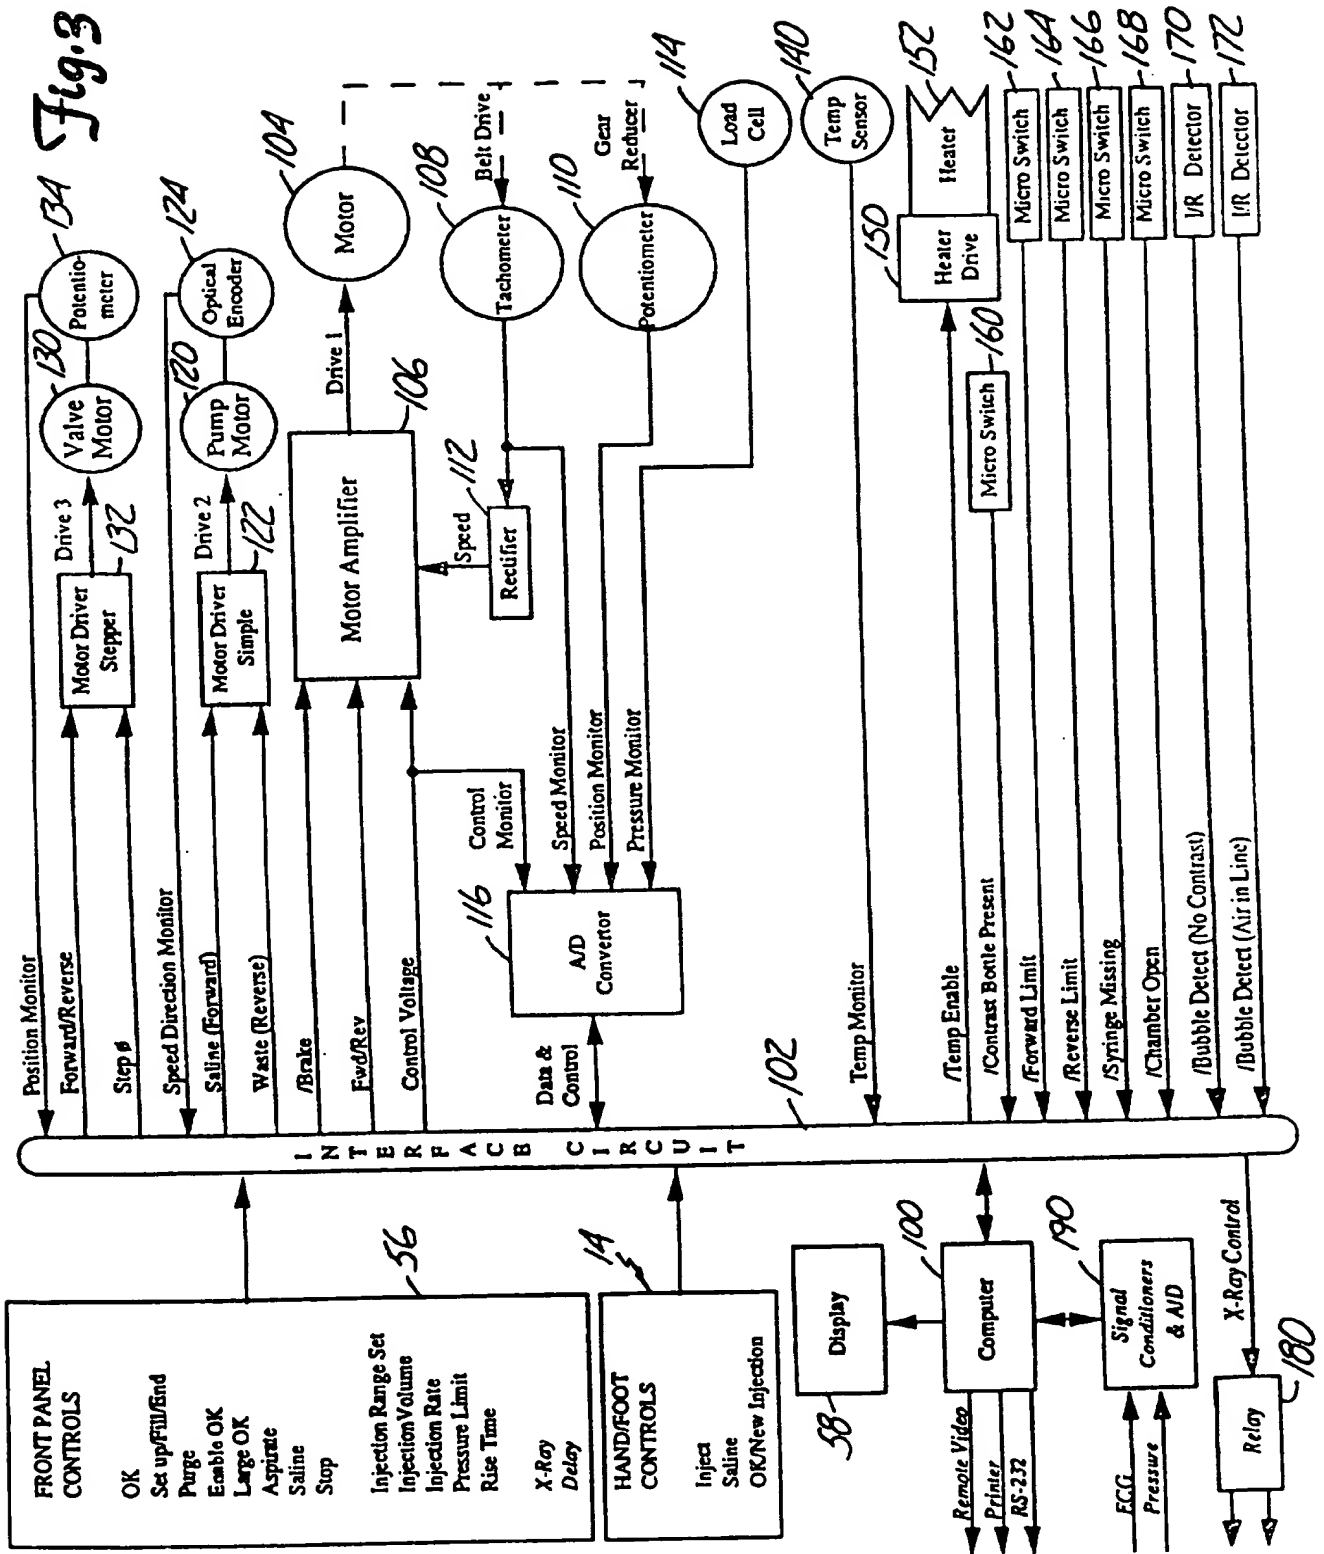 Fig. 3
FRONT PANEL
CONTROLS
OK
Set up/Fill/End
Purge
Enable OK
Large OK
Aspirate
Saline
Stop
Injection Range Set
Injection Volume
Injection Rate
Pressure Limit
Rise Time
X-Ray
Delay
56
HAND/FOOT
CONTROLS
Inject
Saline
OK/New Injection
14
Display
58
Computer
100
Remote Video
Printer
RS-232
Signal
Conditioners
& A/D
190
ECG
Pressure
X-Ray Control
Relay
180
INTERFACE CIRCUIT
102
Position Monitor
Forward/Reverse
Step ø
Motor Driver
Stepper
132
Drive 3
Valve
Motor
130
Potentio-
meter
134
Speed Direction Monitor
Saline (Forward)
Waste (Reverse)
Motor Driver
Simple
122
Drive 2
Pump
Motor
120
Optical
Encoder
124
/Brake
Fwd/Rev
Control Voltage
Motor Amplifier
106
Drive 1
Motor
104
Speed
Rectifier
112
Belt Drive
Tachometer
108
Gear
Reducer
Potentiometer
110
Load
Cell
114
Data &
Control
A/D
Convertor
116
Control
Monitor
Speed Monitor
Position Monitor
Pressure Monitor
Temp Monitor
Temp
Sensor
140
/Temp Enable
Heater
Drive
150
Heater
152
/Contrast Bottle Present
Micro Switch
160
/Forward Limit
Micro Switch
162
/Reverse Limit
Micro Switch
164
/Syringe Missing
Micro Switch
166
/Chamber Open
Micro Switch
168
/Bubble Detect (No Contrast)
I/R Detector
170
/Bubble Detect (Air in Line)
I/R Detector
172